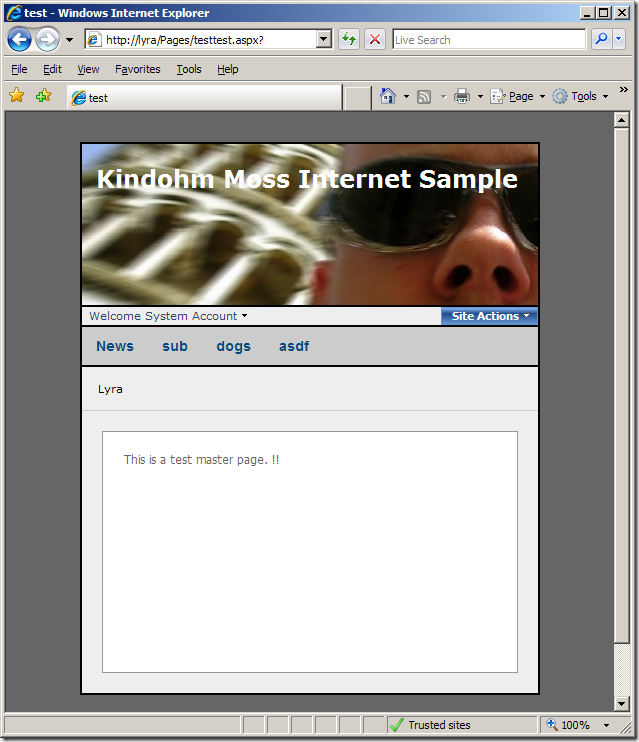 test - Windows Internet Explorer
http://lyra/Pages/testtest.aspx?
Live Search
File Edit View Favorites Tools Help
test
Page Tools »
Kindohm Moss Internet Sample
Welcome System Account
Site Actions
News sub dogs asdf
Lyra
This is a test master page. !!
Trusted sites
100%